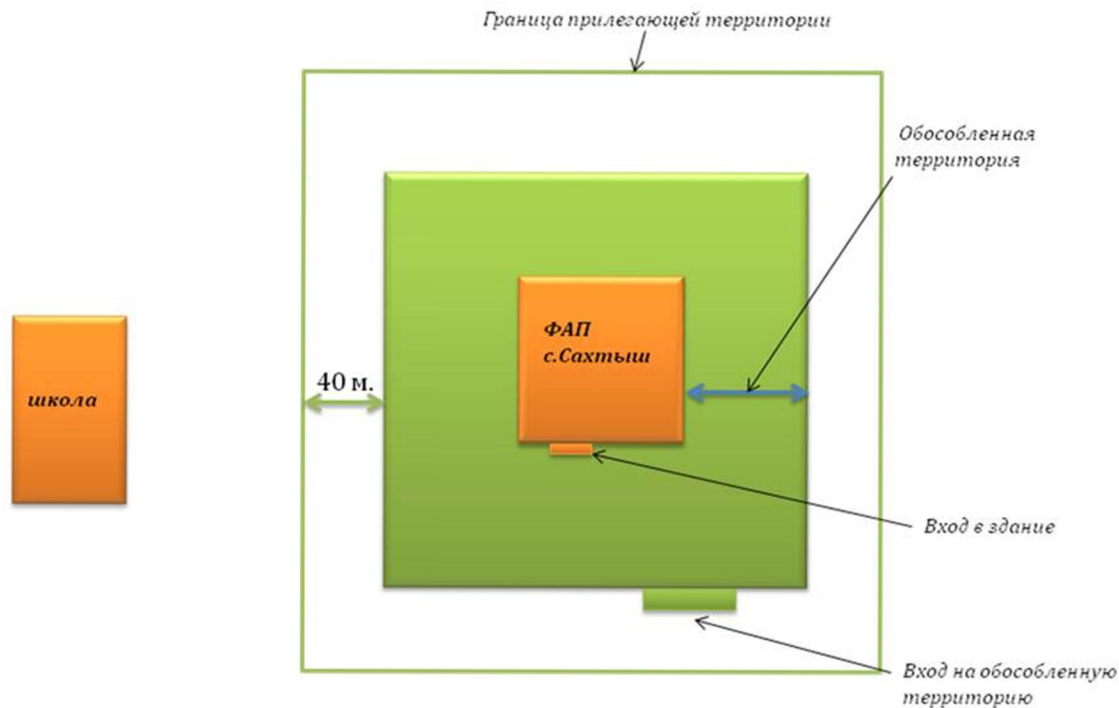 Граница прилегающей территории
Обособленная
территория
ФАП
с.Сахтыш
40 м.
школа
Вход в здание
Вход на обособленную
территорию